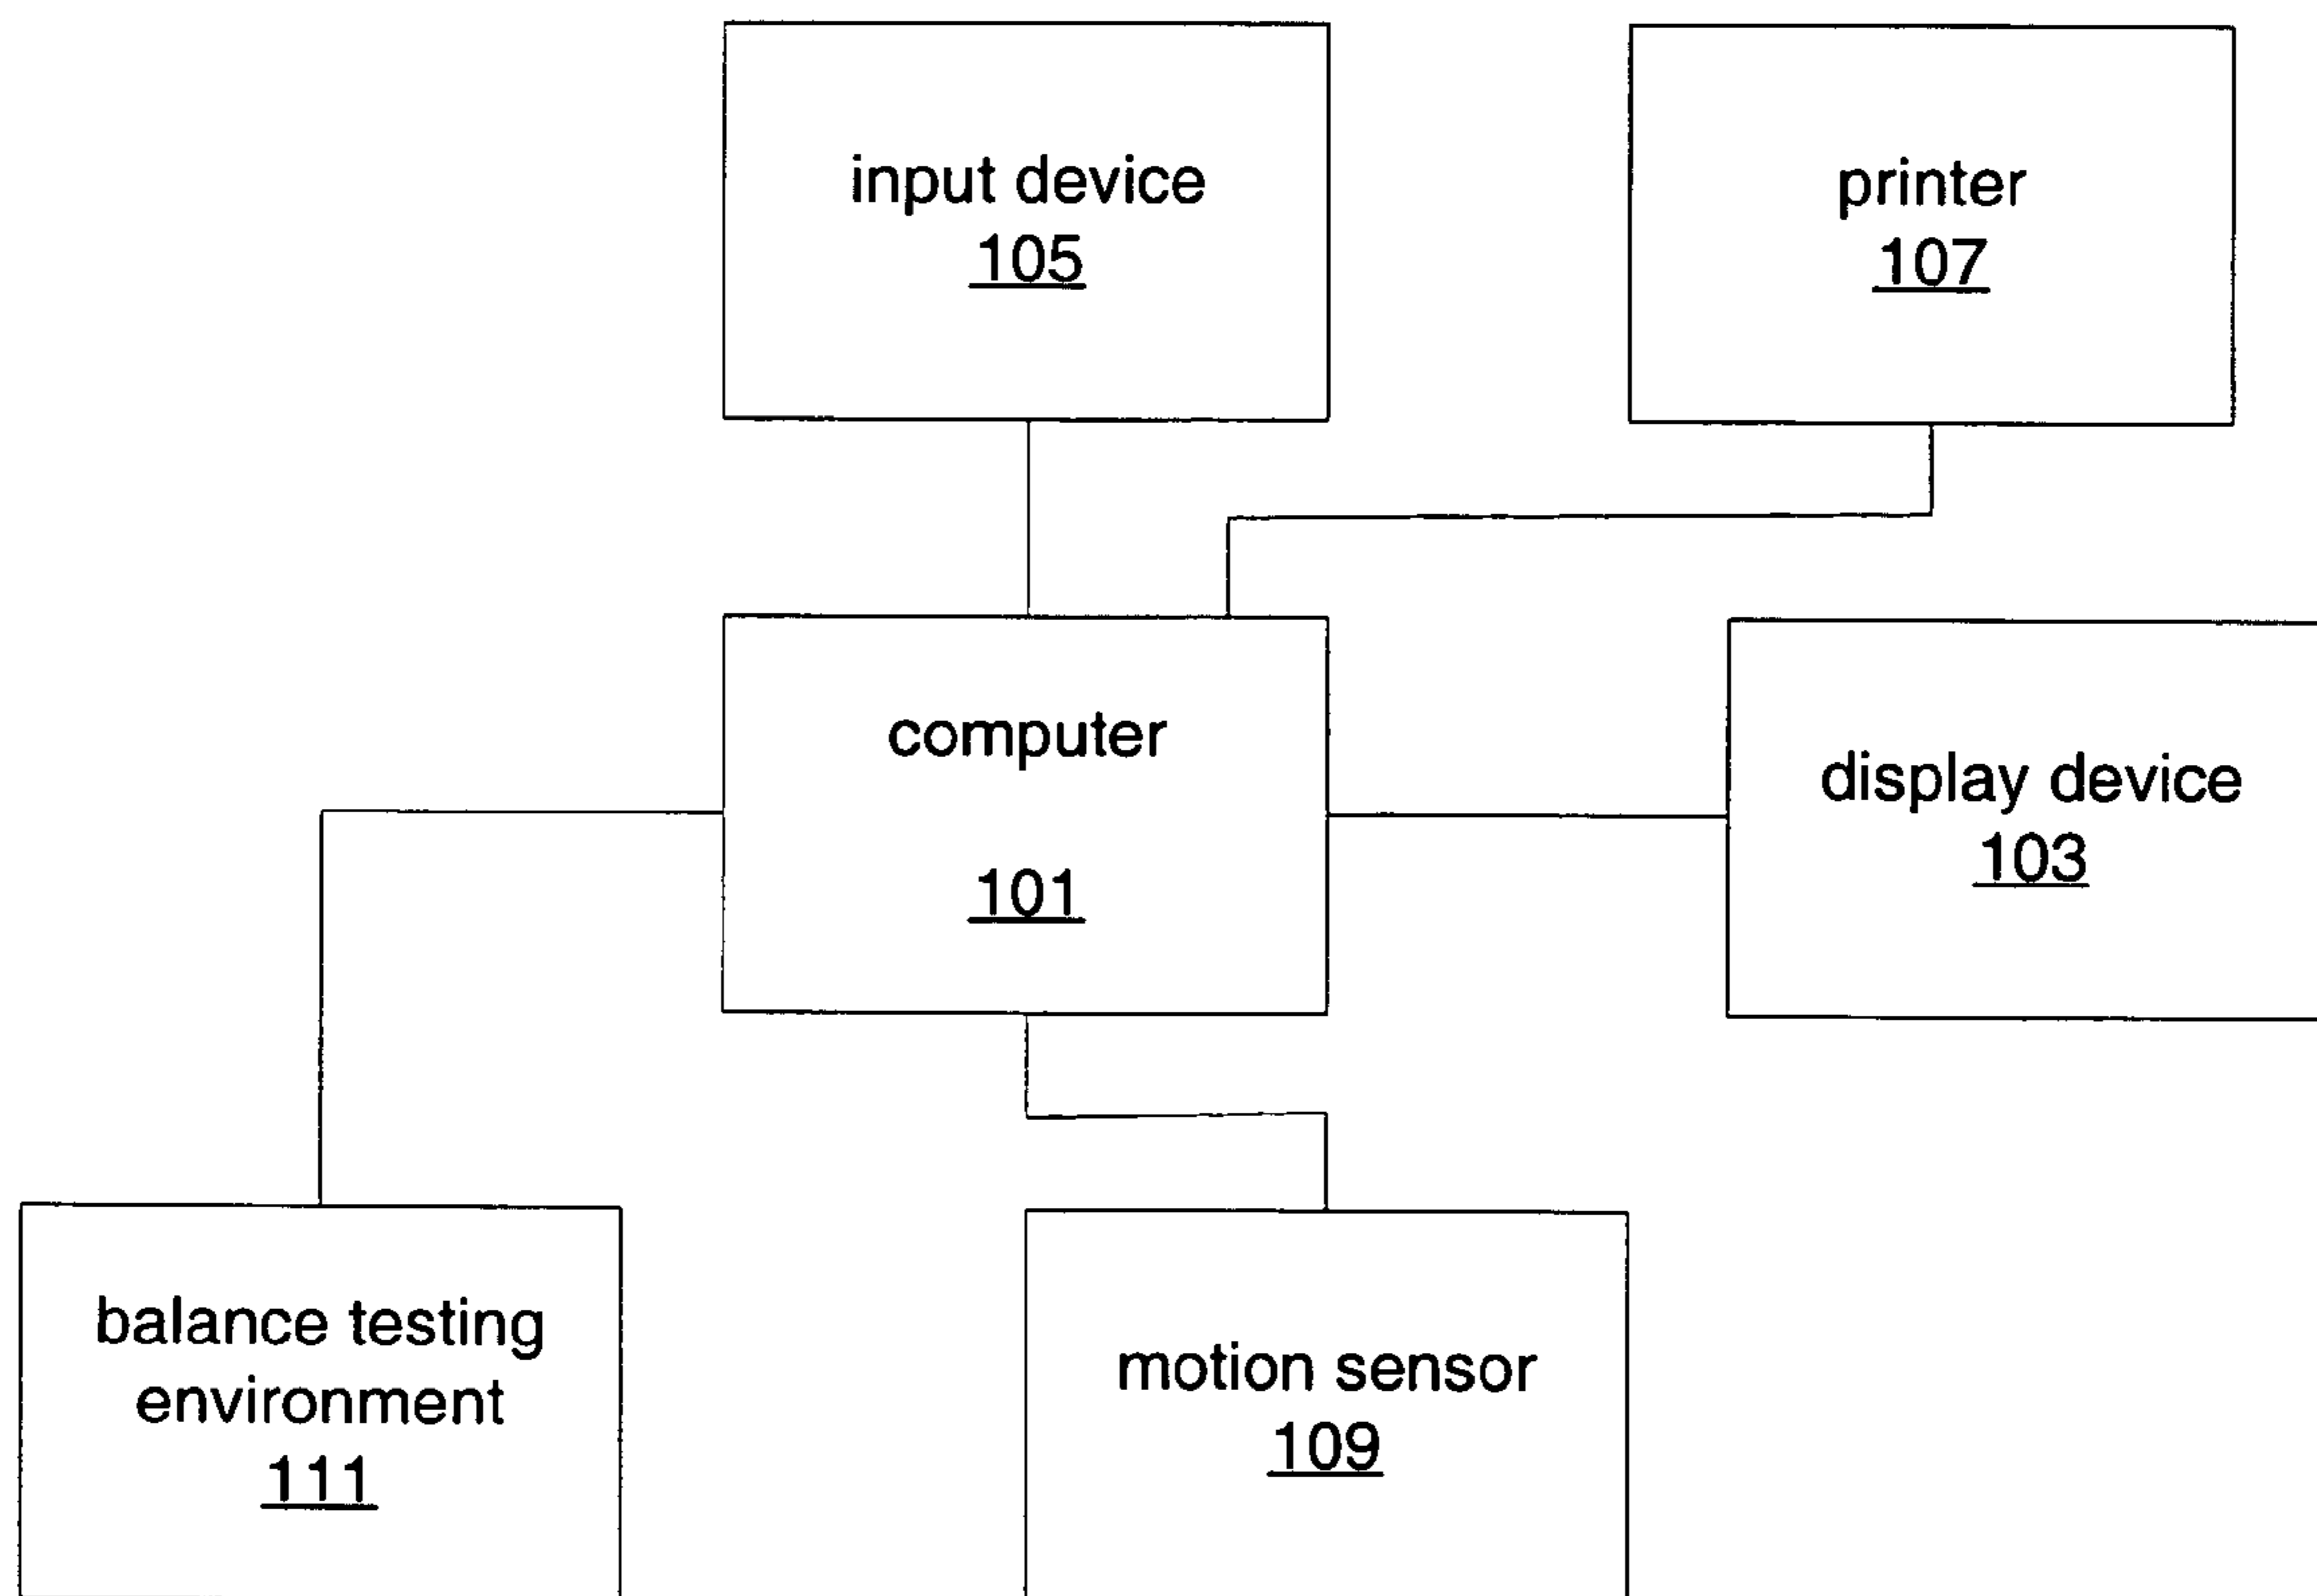 input device
105
printer
107
computer
101
display device
103
balance testing
environment
111
motion sensor
109